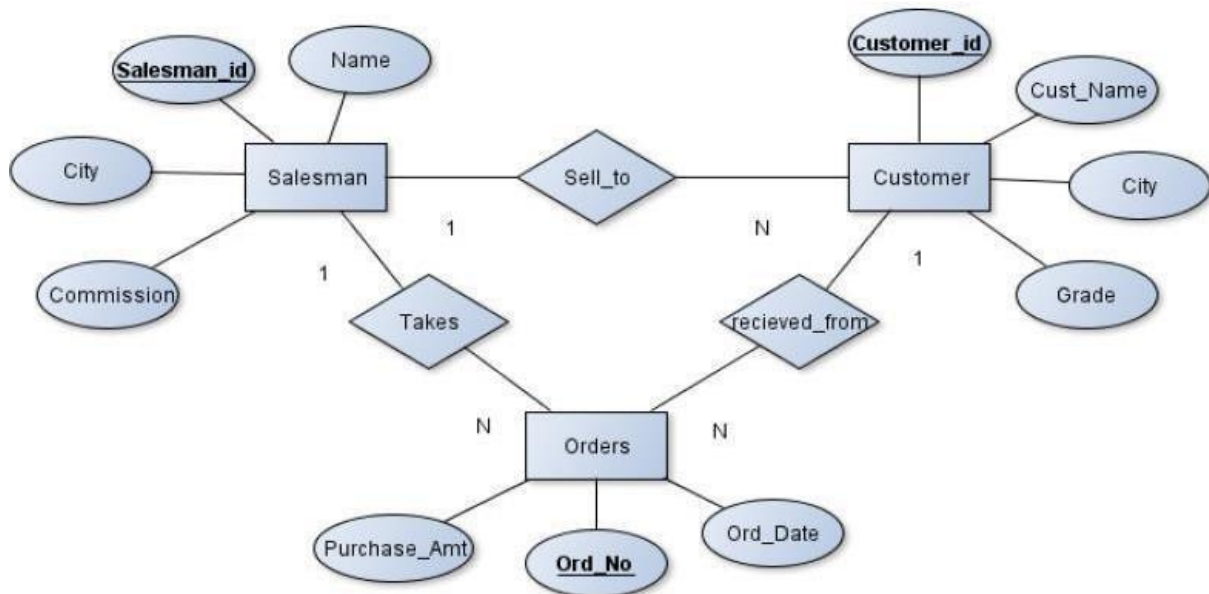 Salesman_id
Name
Customer_id
Cust_Name
City
Salesman
Sell_to
Customer
City
1
N
Commission
1
1
Grade
Takes
recieved_from
N
Orders
N
Purchase_Amt
Ord_No
Ord_Date